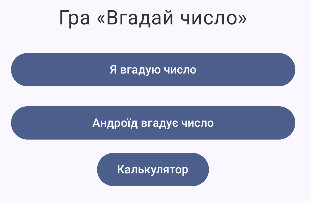 Гра «Вгадай число»
Я вгадую число
Андроїд вгадує число
Калькулятор